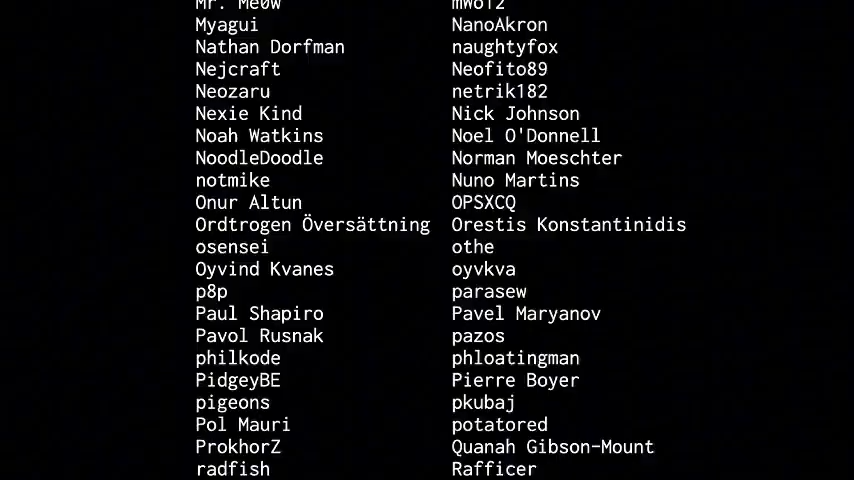 Mr. Me0w mWo12
Myagui NanoAkron
Nathan Dorfman naughtyfox
Nejcraft Neofito89
Neozaru netrik182
Nexie Kind Nick Johnson
Noah Watkins Noel O'Donnell
NoodleDoodle Norman Moeschter
notmike Nuno Martins
Onur Altun OPSXCQ
Ordtrogen Översättning Orestis Konstantinidis
osensei othe
Oyvind Kvanes oyvkva
p8p parasew
Paul Shapiro Pavel Maryanov
Pavol Rusnak pazos
philkode phloatingman
PidgeyBE Pierre Boyer
pigeons pkubaj
Pol Mauri potatored
ProkhorZ Quanah Gibson-Mount
radfish Rafficer